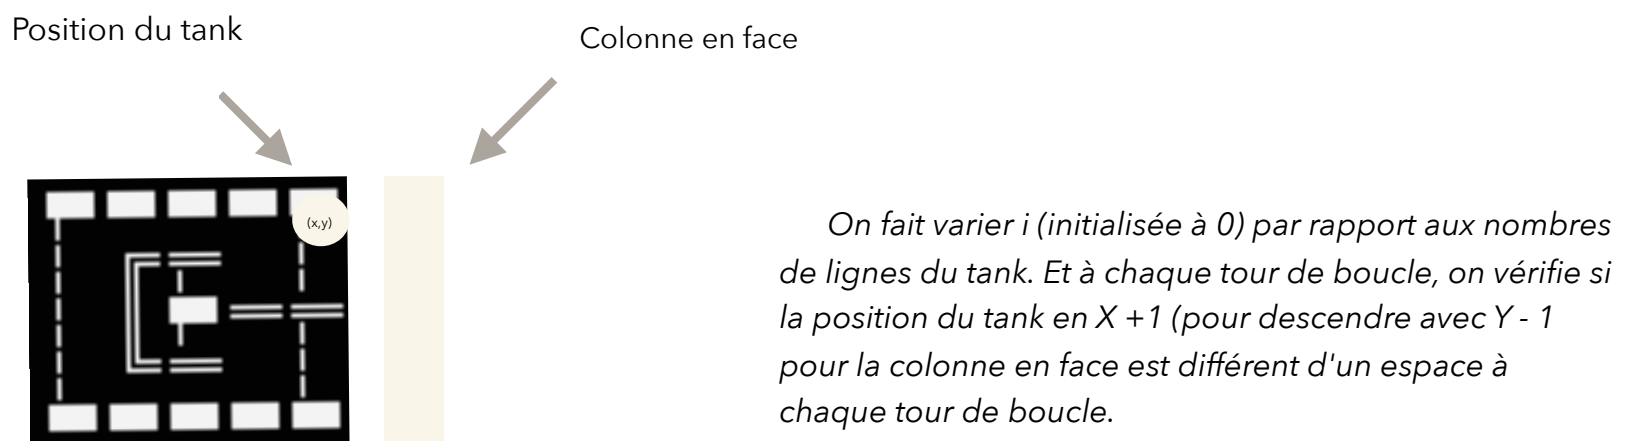 Position du tank
Colonne en face
(x,y)
On fait varier i (initialisée à 0) par rapport aux nombres
de lignes du tank. Et à chaque tour de boucle, on vérifie si
la position du tank en X +1 (pour descendre avec Y - 1
pour la colonne en face est différent d'un espace à
chaque tour de boucle.